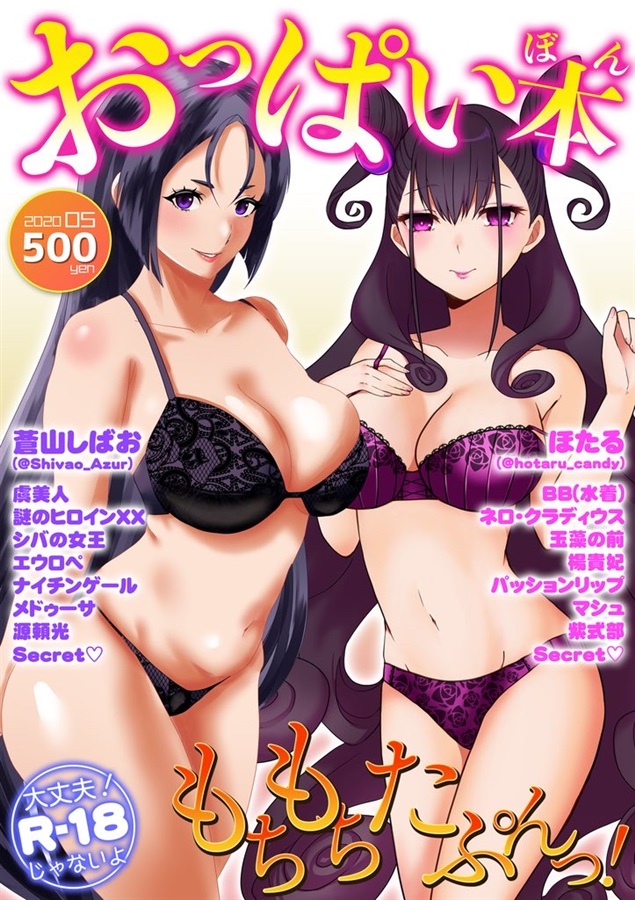 おっぱい本
ぼん
2020 05
500
yen
蒼山しばお
(@Shivao_Azur)
虞美人
謎のヒロインXX
シバの女王
エウロペ
ナイチンゲール
メドゥーサ
源頼光
Secret♡
ほたる
(@hotaru_candy)
BB(水着)
ネロ・クラディウス
玉藻の前
楊貴妃
パッションリップ
マシュ
紫式部
Secret♡
大丈夫!
R-18
じゃないよ
もちもちたぷんっ!